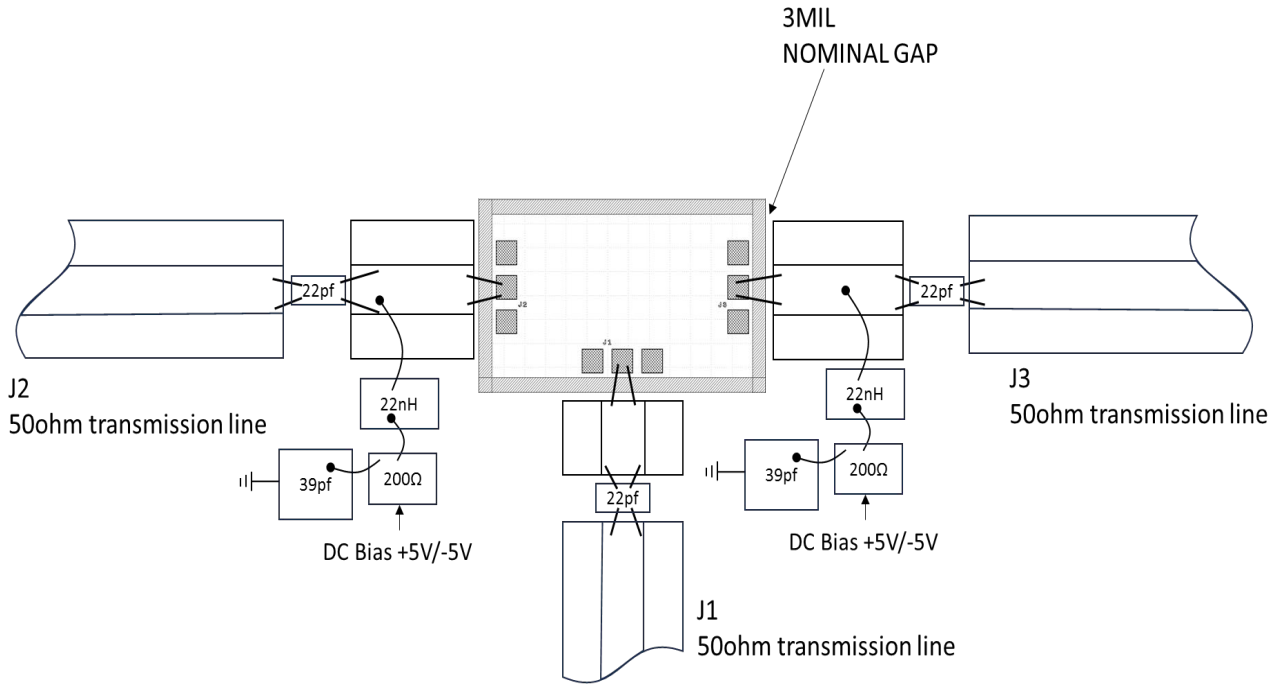 3MIL
NOMINAL GAP
22pf
J2
J3
22pf
J1
J2
50ohm transmission line
22nH
39pf
200Ω
DC Bias +5V/-5V
22pf
22nH
39pf
200Ω
DC Bias +5V/-5V
J3
50ohm transmission line
J1
50ohm transmission line